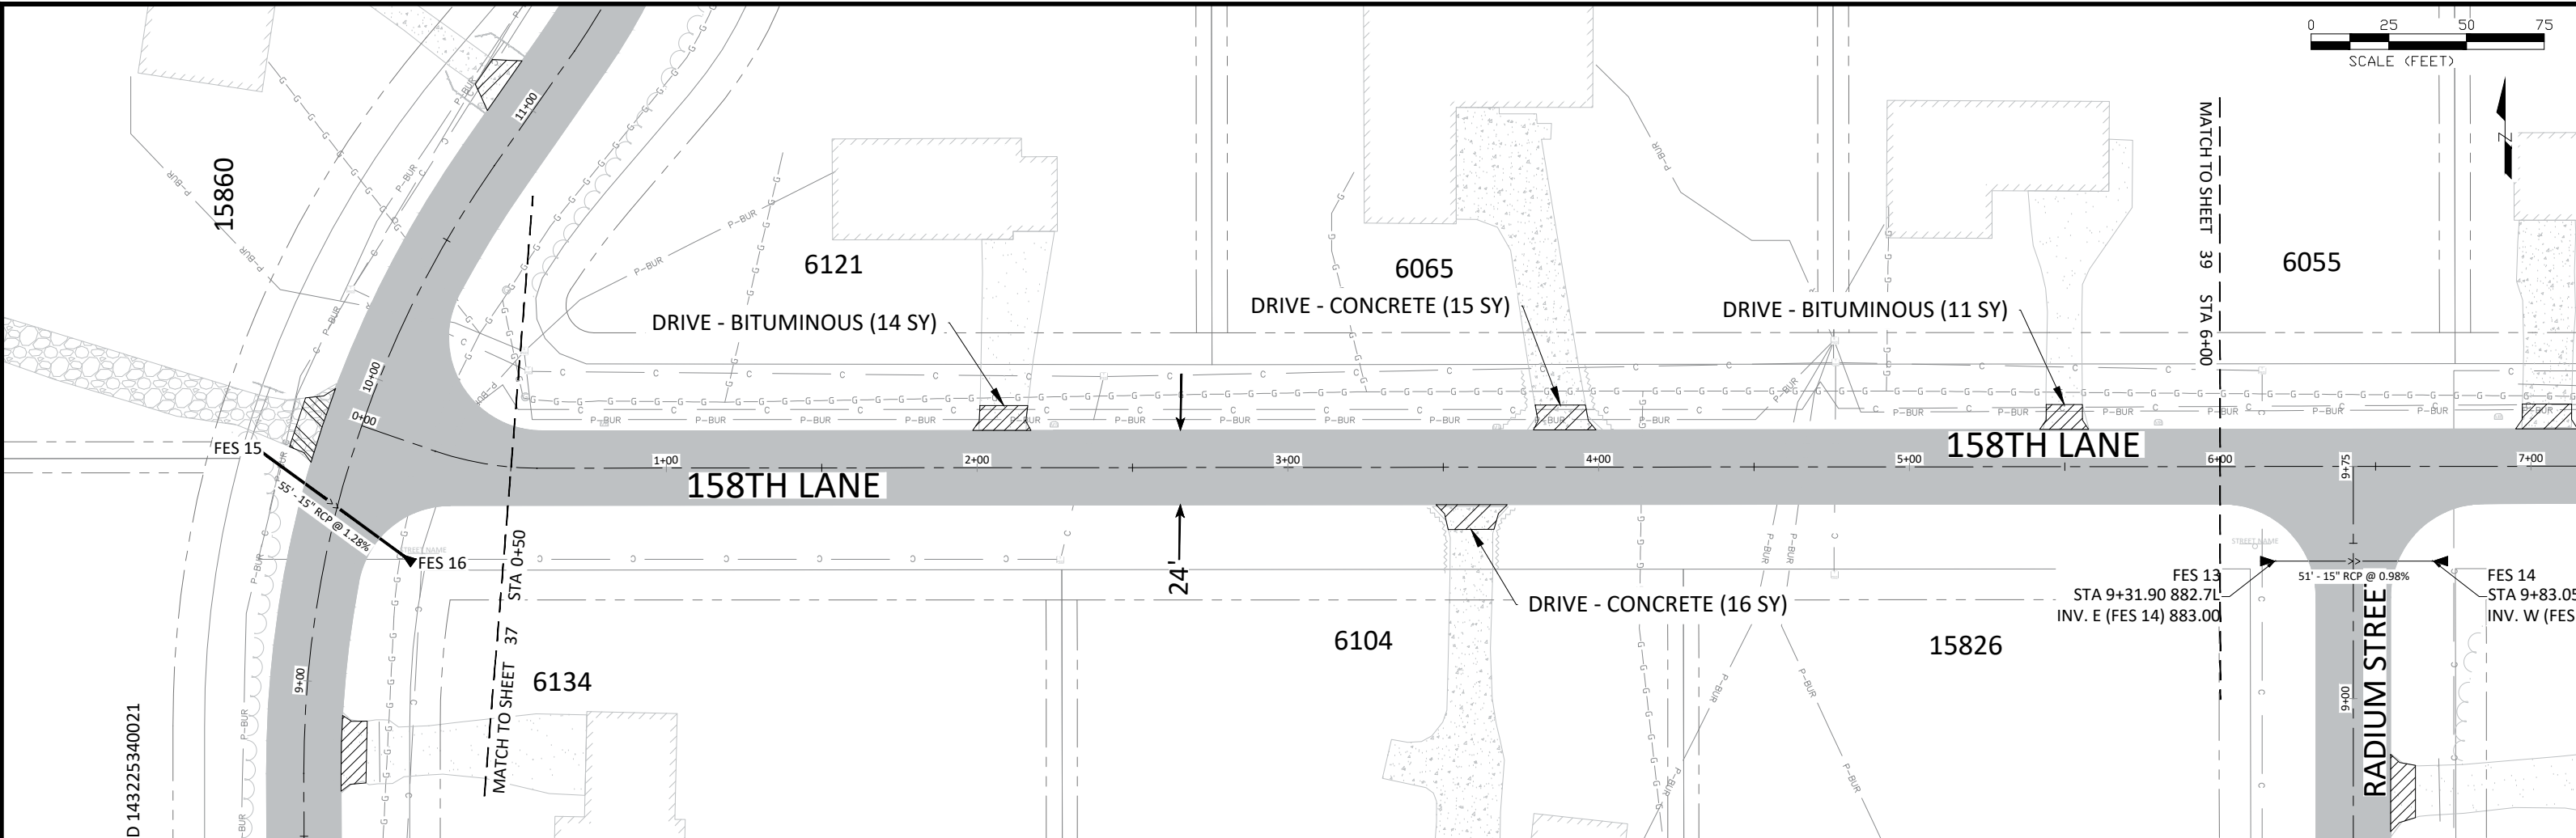 0 25 50 75
SCALE (FEET)
N
11+00
15860
P-BUR
6121
6065
6055
MATCH TO SHEET 39 STA 6+00
DRIVE - BITUMINOUS (14 SY)
DRIVE - CONCRETE (15 SY)
DRIVE - BITUMINOUS (11 SY)
10+00
0+00
FES 15
158TH LANE
1+00
2+00
3+00
4+00
5+00
6+00
9+75
7+00
158TH LANE
55' - 15" RCP @ 1.28%
STREET NAME
FES 16
24'
STREET NAME
FES 13
STA 9+31.90 882.7L
INV. E (FES 14) 883.00
51' - 15" RCP @ 0.98%
FES 14
STA 9+83.05
INV. W (FES
DRIVE - CONCRETE (16 SY)
6104
15826
MATCH TO SHEET 37 STA 0+50
6134
9+00
9+00
RADIUM STREET
D 143225340021